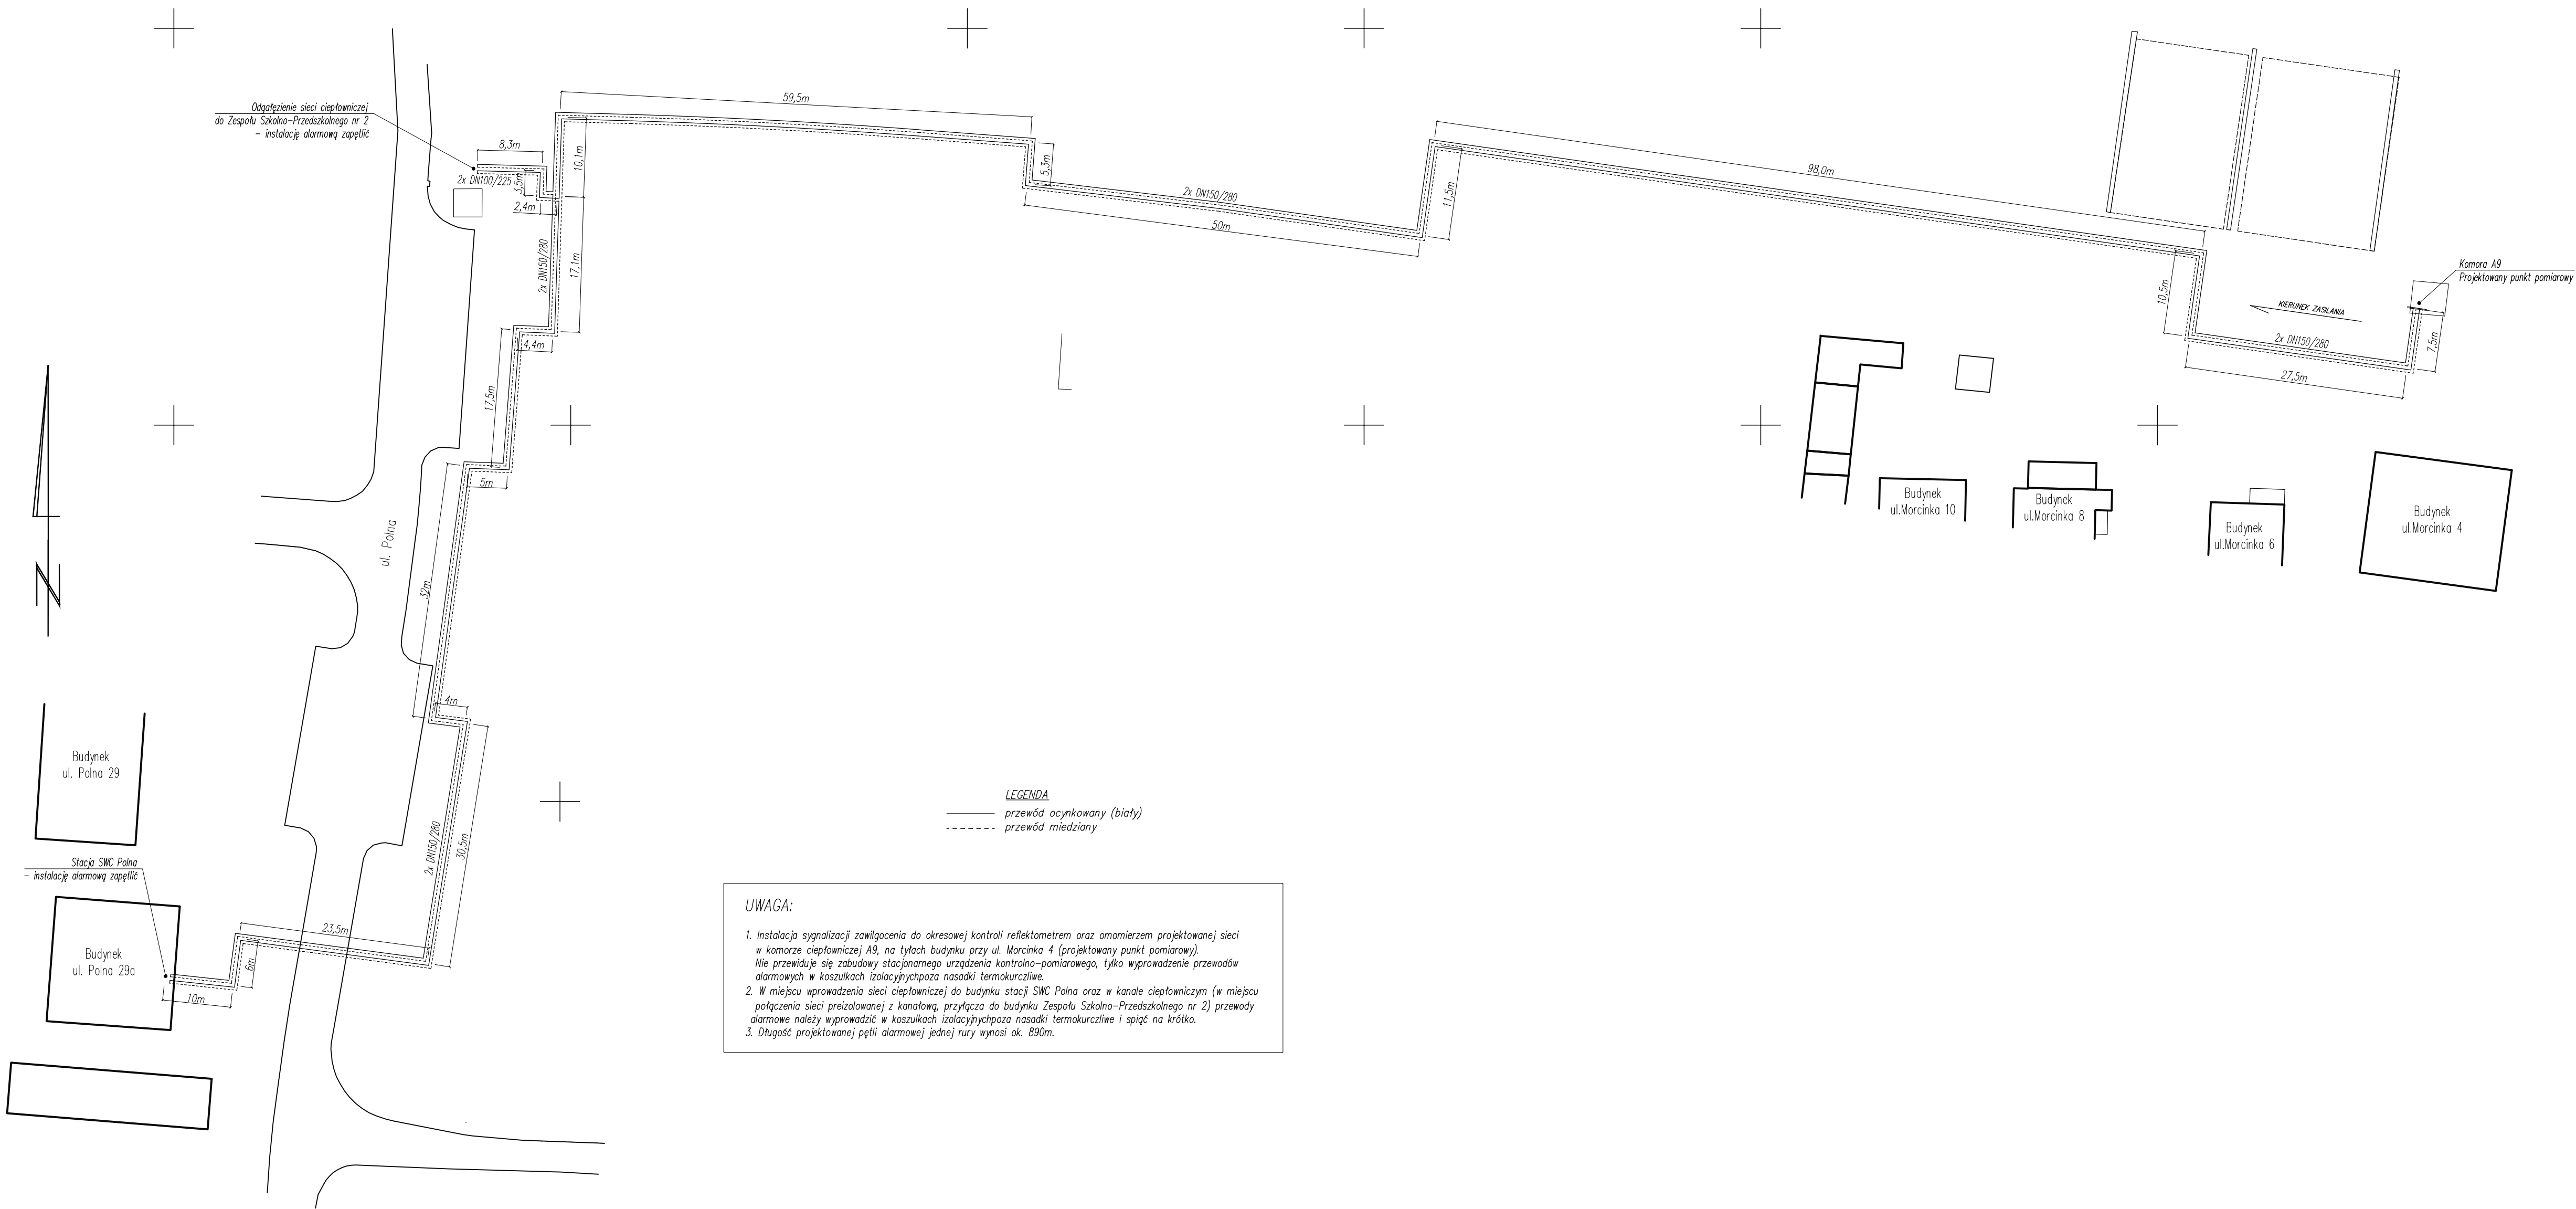 Odgałęzienie sieci ciepłowniczej
do Zespołu Szkolno-Przedszkolnego nr 2
- instalację alarmową zapętlić
59,5m
8,3m
10,1m
3,5m
2x DN100/225
2,4m
5,3m
2x DN150/280
50m
11,5m
98,0m
2x DN150/280
17,1m
4,4m
17,5m
5m
10,5m
KIERUNEK ZASILANIA
Komora A9
Projektowany punkt pomiarowy
7,5m
2x DN150/280
27,5m
Budynek
ul.Morcinka 10
Budynek
ul.Morcinka 8
Budynek
ul.Morcinka 6
Budynek
ul.Morcinka 4
N
ul. Polna
32m
4m
Budynek
ul. Polna 29
2x DN150/280
30,5m
Stacja SWC Polna
- instalację alarmową zapętlić
23,5m
6m
10m
Budynek
ul. Polna 29a
LEGENDA
przewód ocynkowany (biały)
przewód miedziany
UWAGA:
1. Instalacja sygnalizacji zawilgocenia do okresowej kontroli reflektometrem oraz omomierzem projektowanej sieci
w komorze ciepłowniczej A9, na tyłach budynku przy ul. Morcinka 4 (projektowany punkt pomiarowy).
Nie przewiduje się zabudowy stacjonarnego urządzenia kontrolno-pomiarowego, tylko wyprowadzenie przewodów
alarmowych w koszulkach izolacyjnychpoza nasadki termokurczliwe.
2. W miejscu wprowadzenia sieci ciepłowniczej do budynku stacji SWC Polna oraz w kanale ciepłowniczym (w miejscu
połączenia sieci preizolowanej z kanałową, przyłącza do budynku Zespołu Szkolno-Przedszkolnego nr 2) przewody
alarmowe należy wyprowadzić w koszulkach izolacyjnychpoza nasadki termokurczliwe i spiąć na krótko.
3. Długość projektowanej pętli alarmowej jednej rury wynosi ok. 890m.